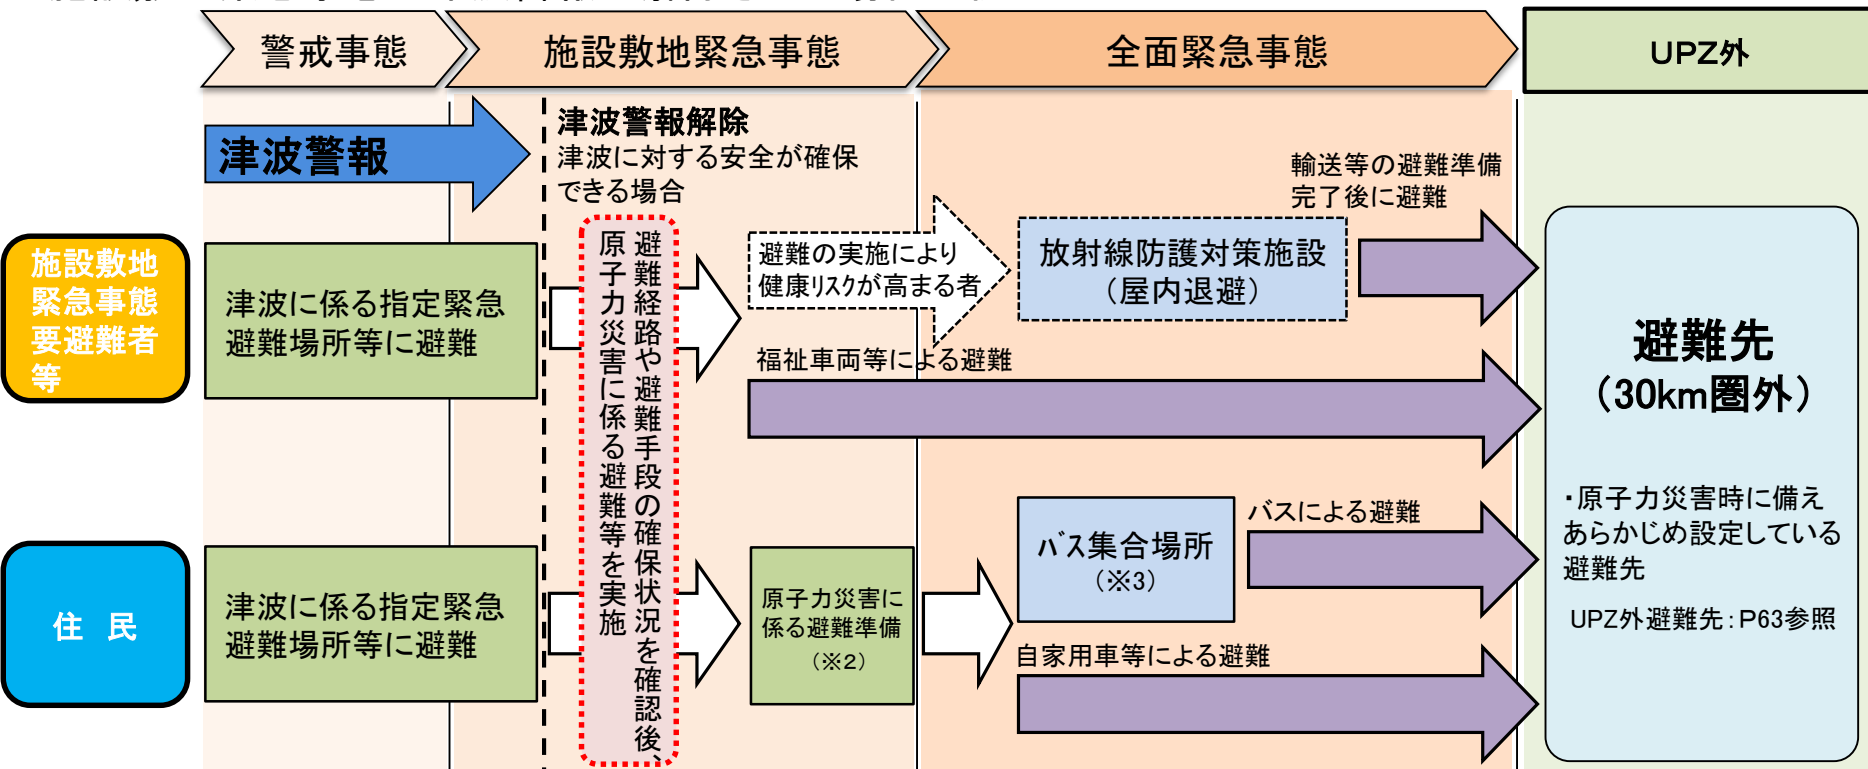 警戒事態
施設敷地緊急事態
全面緊急事態
UPZ外
津波警報
津波警報解除
津波に対する安全が確保
できる場合
輸送等の避難準備
完了後に避難
施設敷地
緊急事態
要避難者
等
津波に係る指定緊急
避難場所等に避難
避難経路や避難手段の確保状況を確認後、
原子力災害に係る避難等を実施
避難の実施により
健康リスクが高まる者
放射線防護対策施設
（屋内退避）
福祉車両等による避難
避難先
（30km圏外）
・原子力災害時に備え
あらかじめ設定している
避難先
UPZ外避難先：P63参照
住 民
津波に係る指定緊急
避難場所等に避難
原子力災害に
係る避難準備
（※2）
バス集合場所
（※3）
バスによる避難
自家用車等による避難